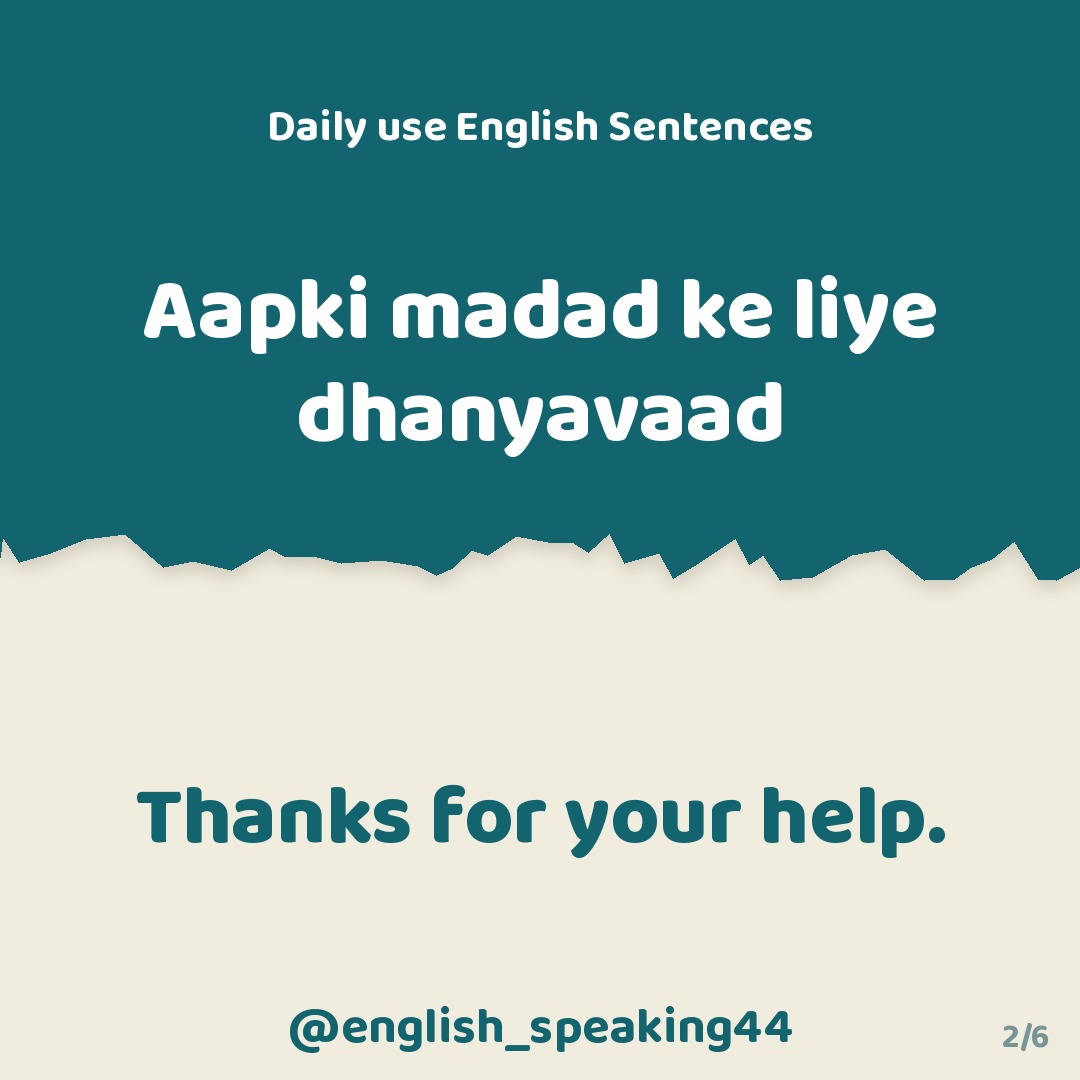 Daily use English Sentences
Aapki madad ke liye
dhanyavaad
Thanks for your help.
@english_speaking44
2/6